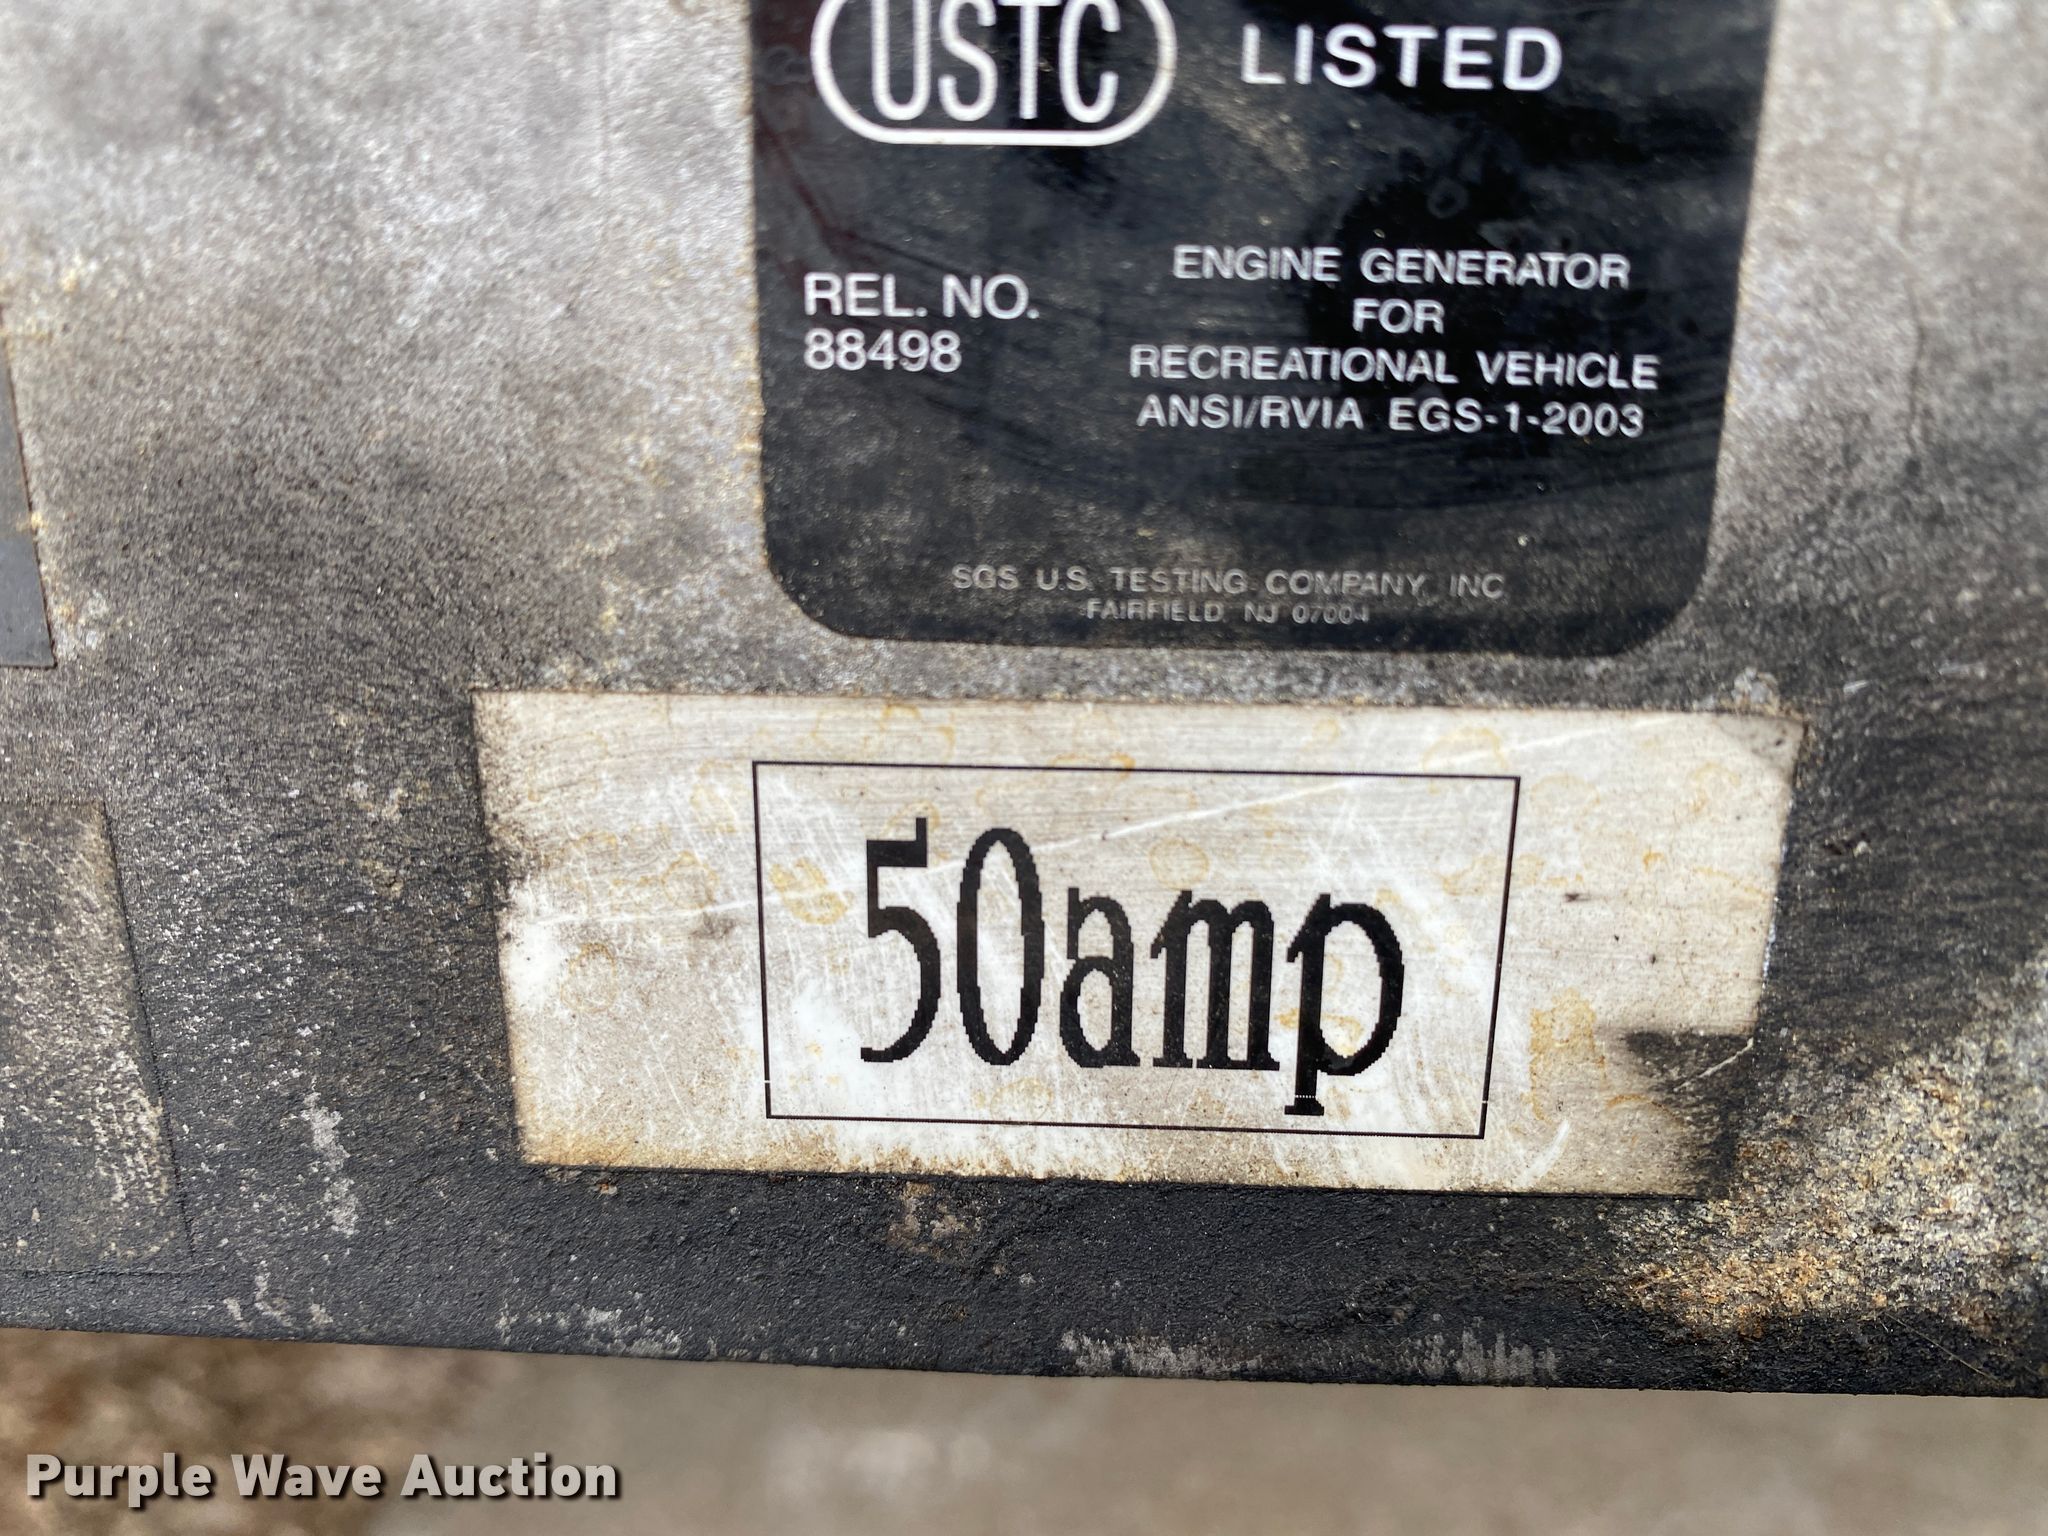 USTC LISTED
REL. NO.
88498
ENGINE GENERATOR
FOR
RECREATIONAL VEHICLE
ANSI/RVIA EGS-1-2003
SGS U.S. TESTING COMPANY, INC
FAIRFIELD, NJ 07004
50amp
Purple Wave Auction